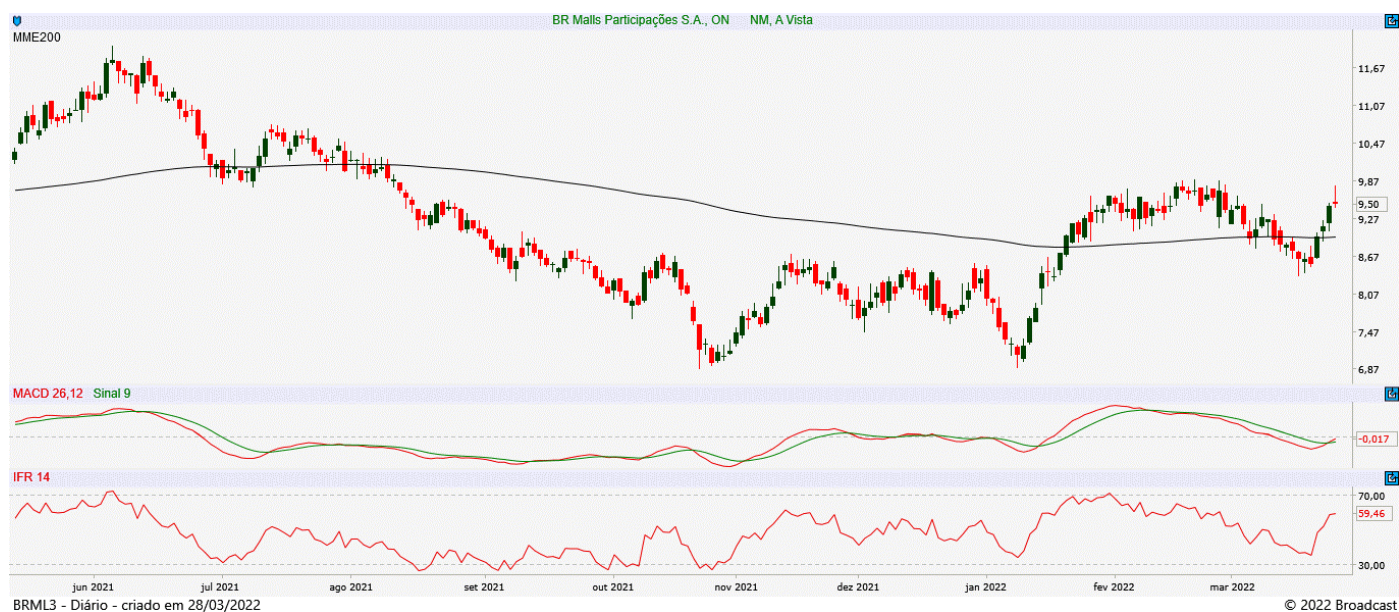 BR Malls Participações S.A., ON NM, A Vista
MME200
11,67
11,07
10,47
9,87
9,50
9,27
8,67
8,07
7,47
6,87
MACD 26,12 Sinal 9
-0,017
IFR 14
70,00
59,46
30,00
jun 2021 jul 2021 ago 2021 set 2021 out 2021 nov 2021 dez 2021 jan 2022 fev 2022 mar 2022
BRML3 - Diário - criado em 28/03/2022 © 2022 Broadcast